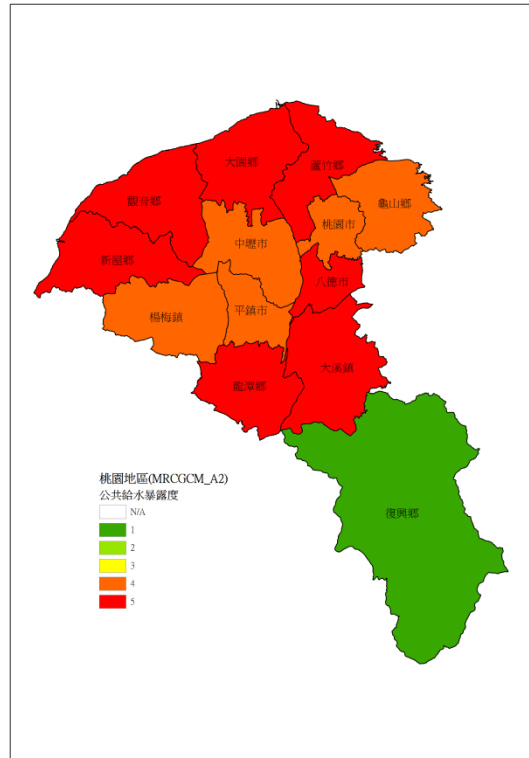 大園鄉
蘆竹鄉
觀音鄉
龜山鄉
桃園市
中壢市
新屋鄉
八德市
楊梅鎮
平鎮市
大溪鎮
龍潭鄉
桃園地區(MRCGCM_A2)
公共給水暴露度
N/A
1
2
3
4
5
復興鄉